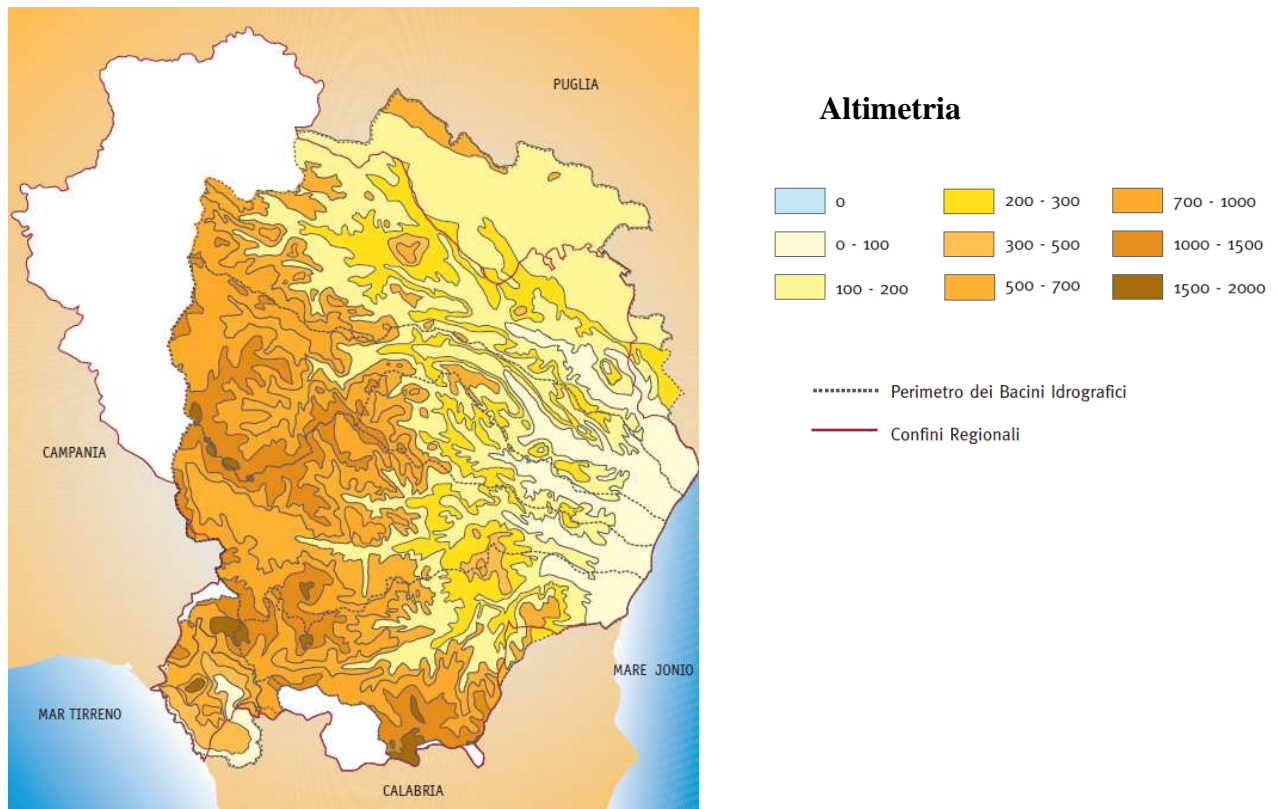 PUGLIA
CAMPANIA
MAR TIRRENO
MARE JONIO
CALABRIA
Altimetria
0
200 - 300
700 - 1000
0 - 100
300 - 500
1000 - 1500
100 - 200
500 - 700
1500 - 2000
Perimetro dei Bacini Idrografici
Confini Regionali